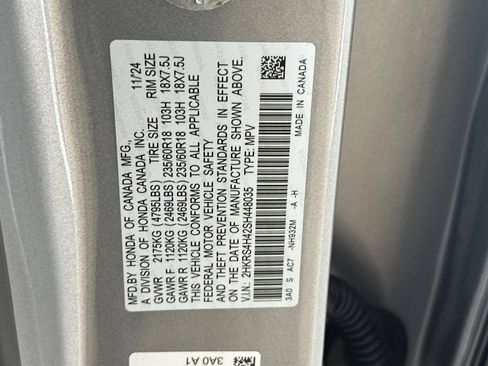 MFD.BY HONDA OF CANADA MFG.,
A DIVISION OF HONDA CANADA INC. 11/24
GVWR 2175KG (4795LBS) TIRE SIZE RIM SIZE
GAWR F 1120KG (2469LBS) 235/60R18 103H 18X7.5J
GAWR R 1120KG (2469LBS) 235/60R18 103H 18X7.5J
THIS VEHICLE CONFORMS TO ALL APPLICABLE
FEDERAL MOTOR VEHICLE SAFETY
AND THEFT PREVENTION STANDARDS IN EFFECT
ON THE DATE OF MANUFACTURE SHOWN ABOVE.
V.I.N.: 2HKRS4H42SH448035 TYPE: MPV
3A0 S AC7 -NH932M -A -H MADE IN CANADA
3A0 A1